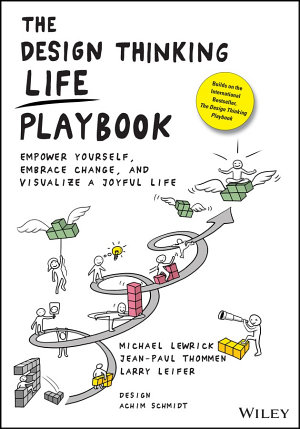 THE
DESIGN THINKING
LIFE
PLAYBOOK
Builds on the
International
Bestseller,
The Design Thinking
Playbook
EMPOWER YOURSELF,
EMBRACE CHANGE, AND
VISUALIZE A JOYFUL LIFE
MICHAEL LEWRICK
JEAN-PAUL THOMMEN
LARRY LEIFER
DESIGN
ACHIM SCHMIDT
WILEY